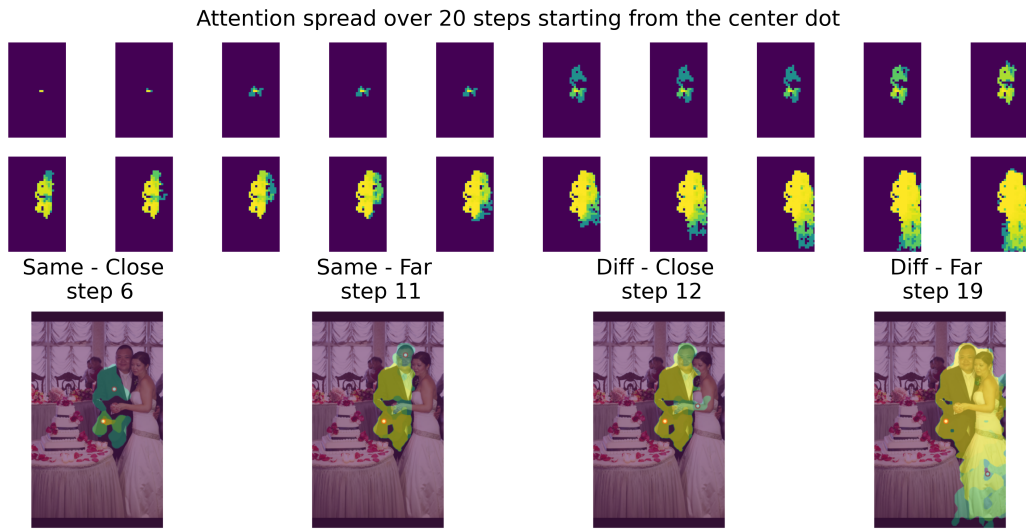 Attention spread over 20 steps starting from the center dot
Same - Close
step 6
Same - Far
step 11
Diff - Close
step 12
Diff - Far
step 19